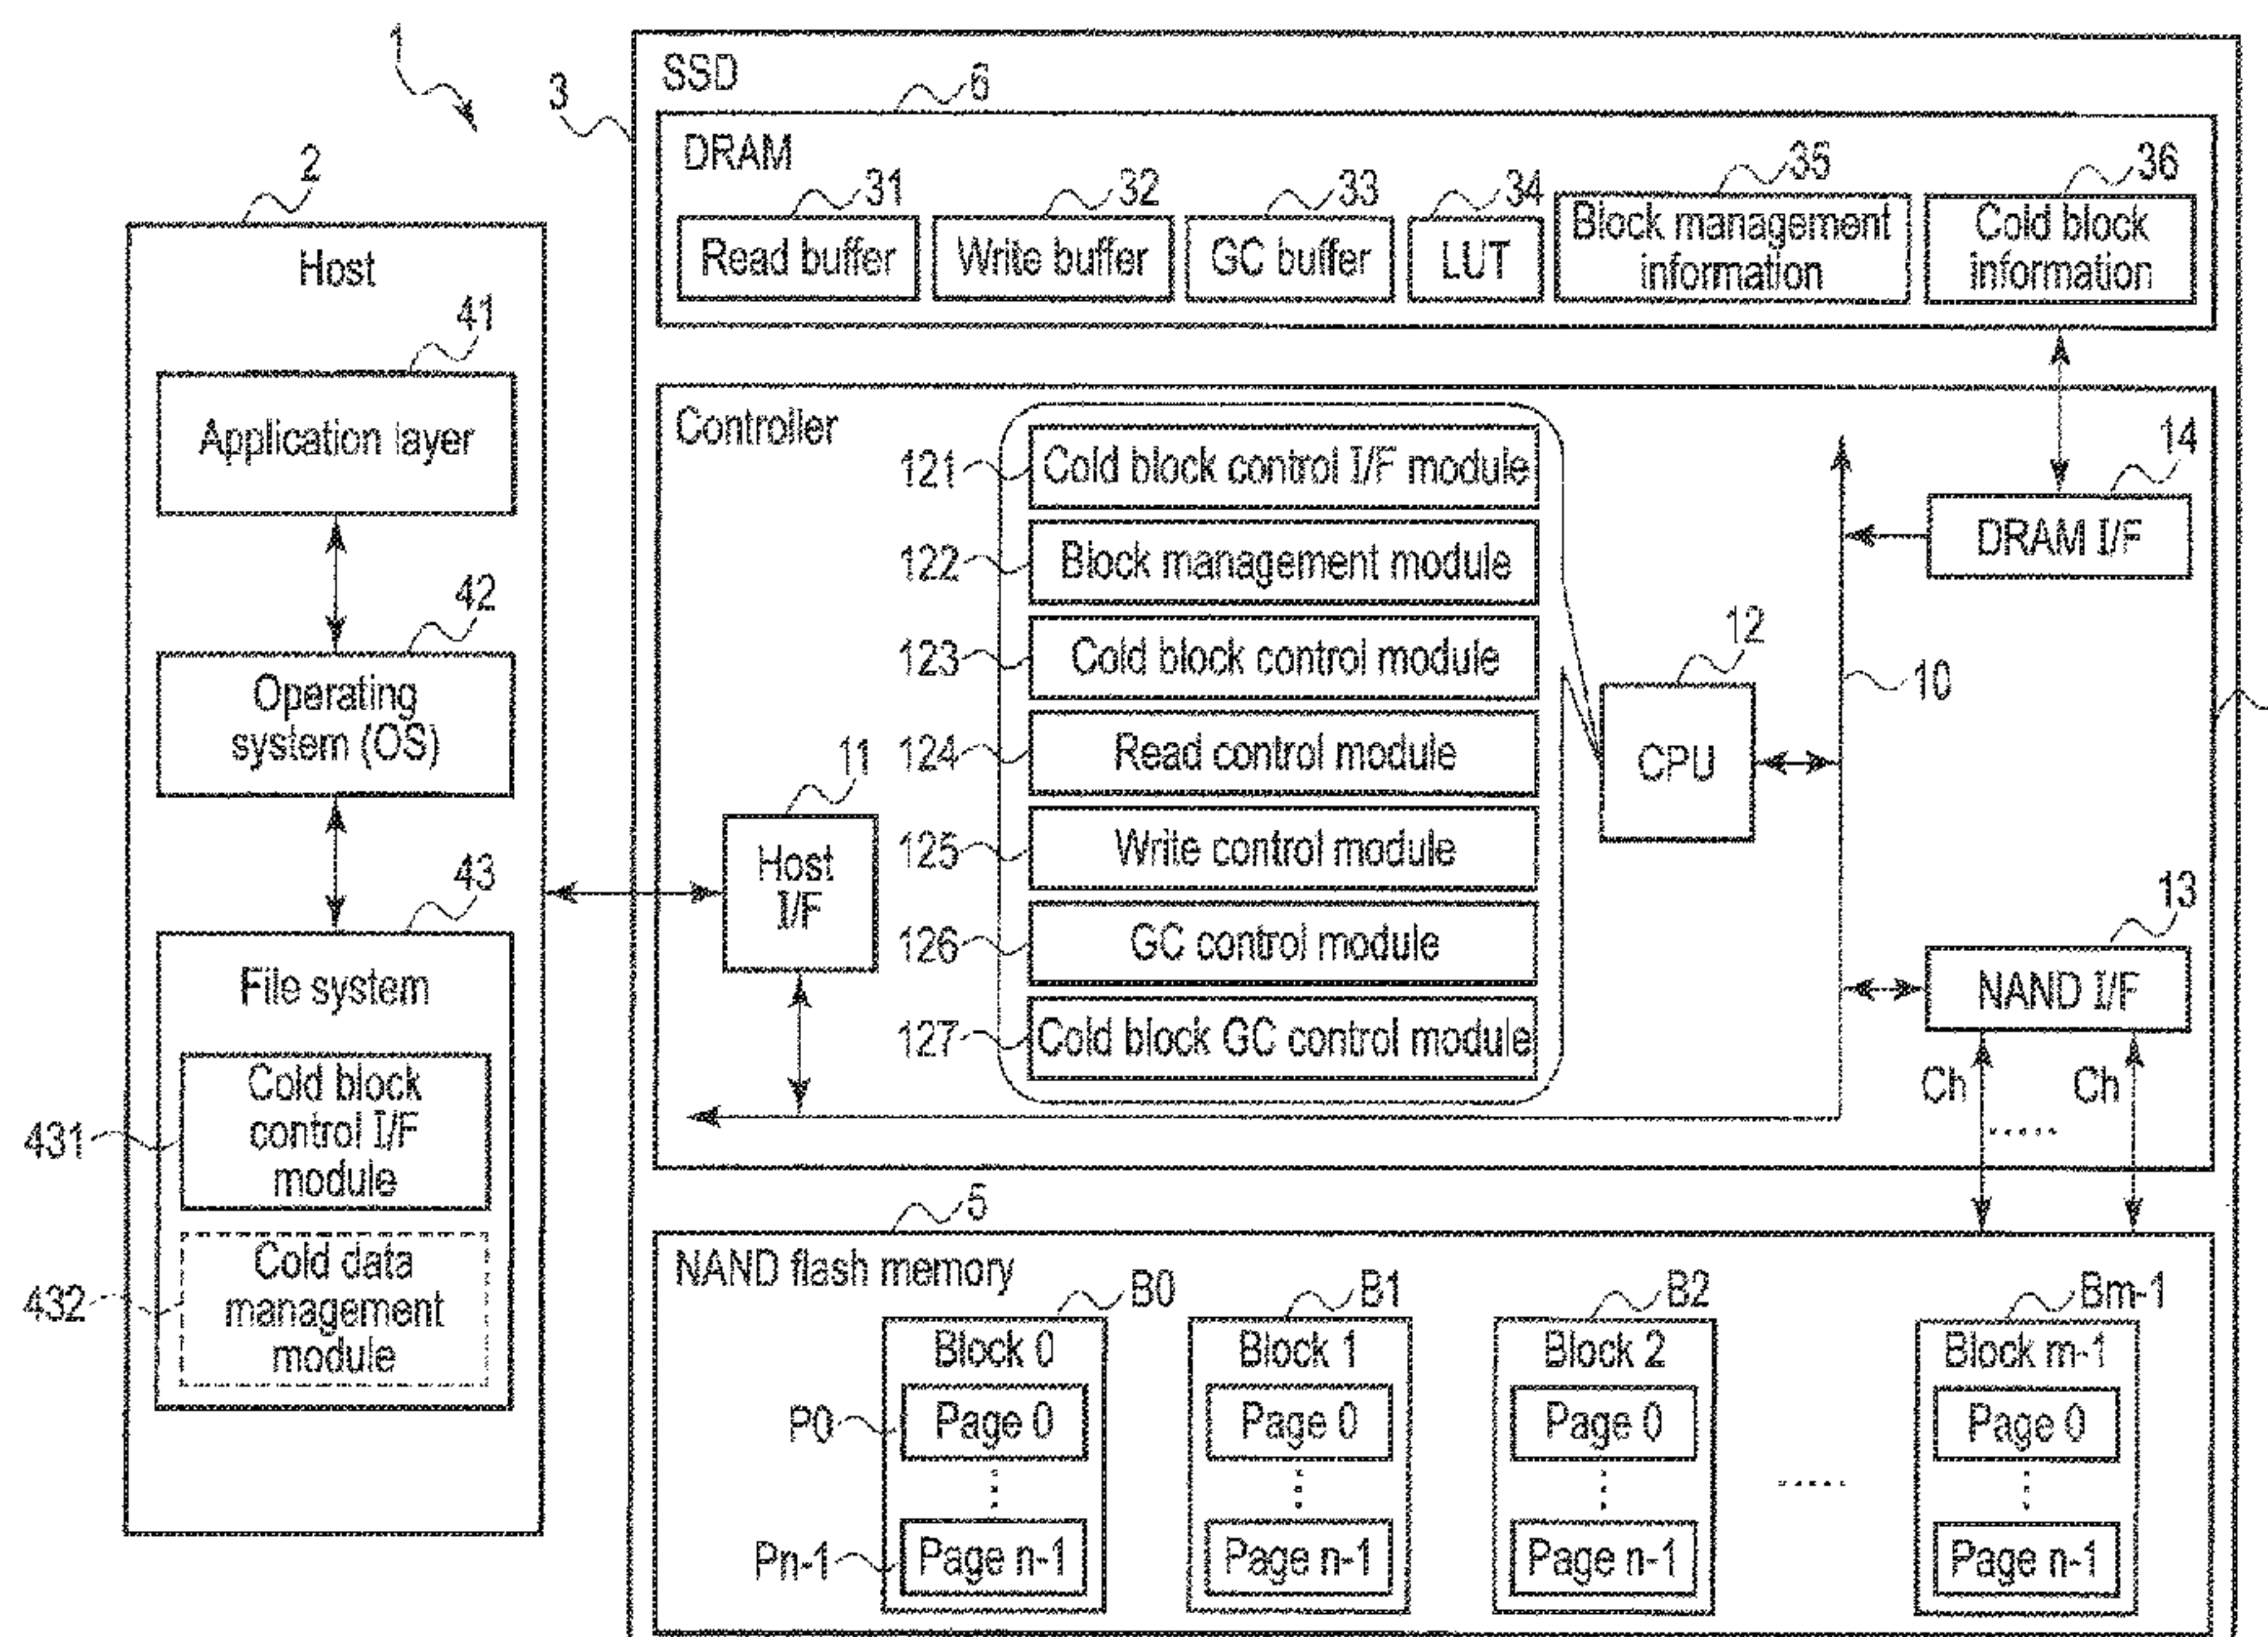 1
2
Host
41
Application layer
42
Operating
system (OS)
43
File system
431
Cold block
control I/F
module
432
Cold data
management
module
3
SSD
6
DRAM
31
Read buffer
32
Write buffer
33
GC buffer
34
LUT
35
Block management
information
36
Cold block
information
Controller
121
Cold block control I/F module
122
Block management module
123
Cold block control module
124
Read control module
125
Write control module
126
GC control module
127
Cold block GC control module
11
Host
I/F
12
CPU
10
14
DRAM I/F
13
NAND I/F
Ch
.....
Ch
5
NAND flash memory
B0
Block 0
P0
Page 0
Pn-1
Page n-1
B1
Block 1
Page 0
Page n-1
B2
Block 2
Page 0
Page n-1
.....
Bm-1
Block m-1
Page 0
Page n-1